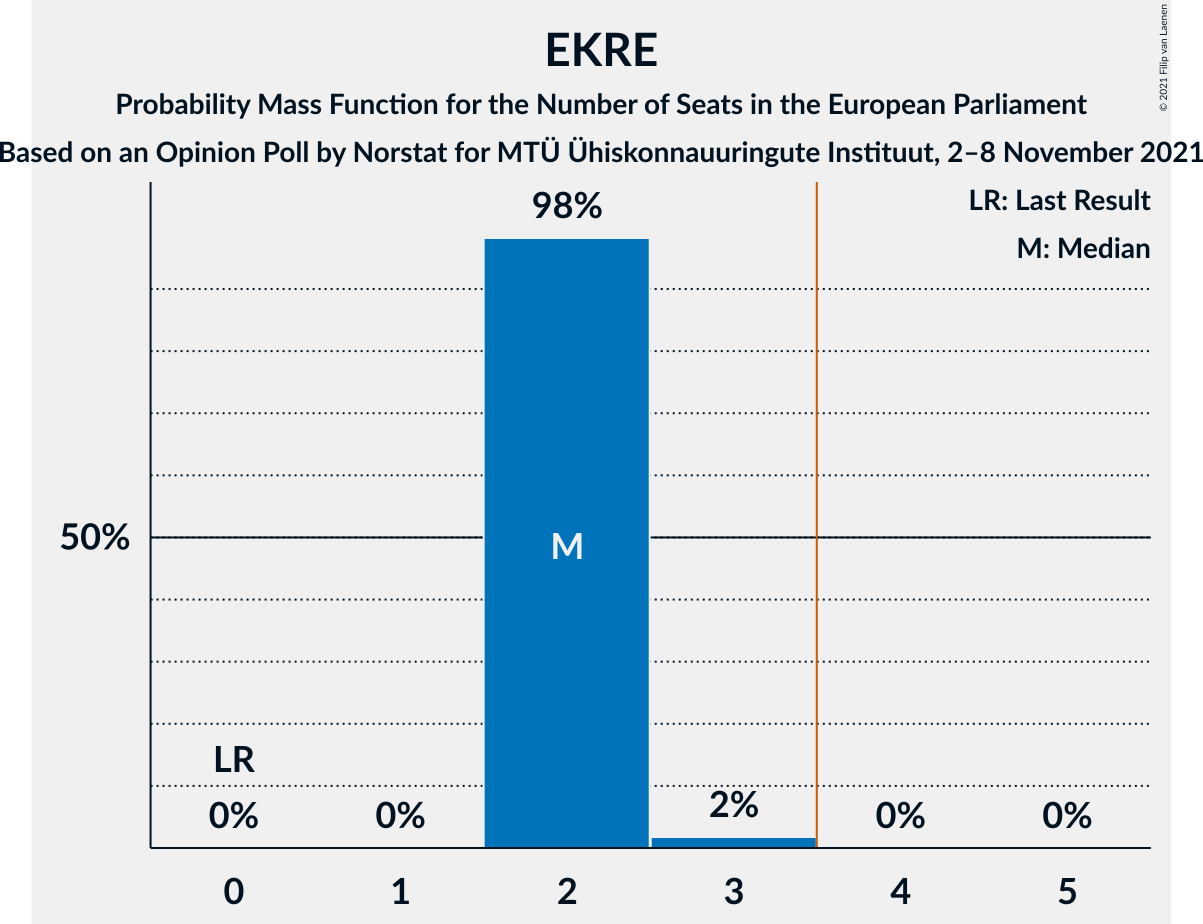 EKRE
Probability Mass Function for the Number of Seats in the European Parliament
Based on an Opinion Poll by Norstat for MTÜ Ühiskonnauuringute Instituut, 2–8 November 2021
© 2021 Filip van Laenen
LR: Last Result
M: Median
98%
50%
M
LR
0%
0%
2%
0%
0%
0
1
2
3
4
5